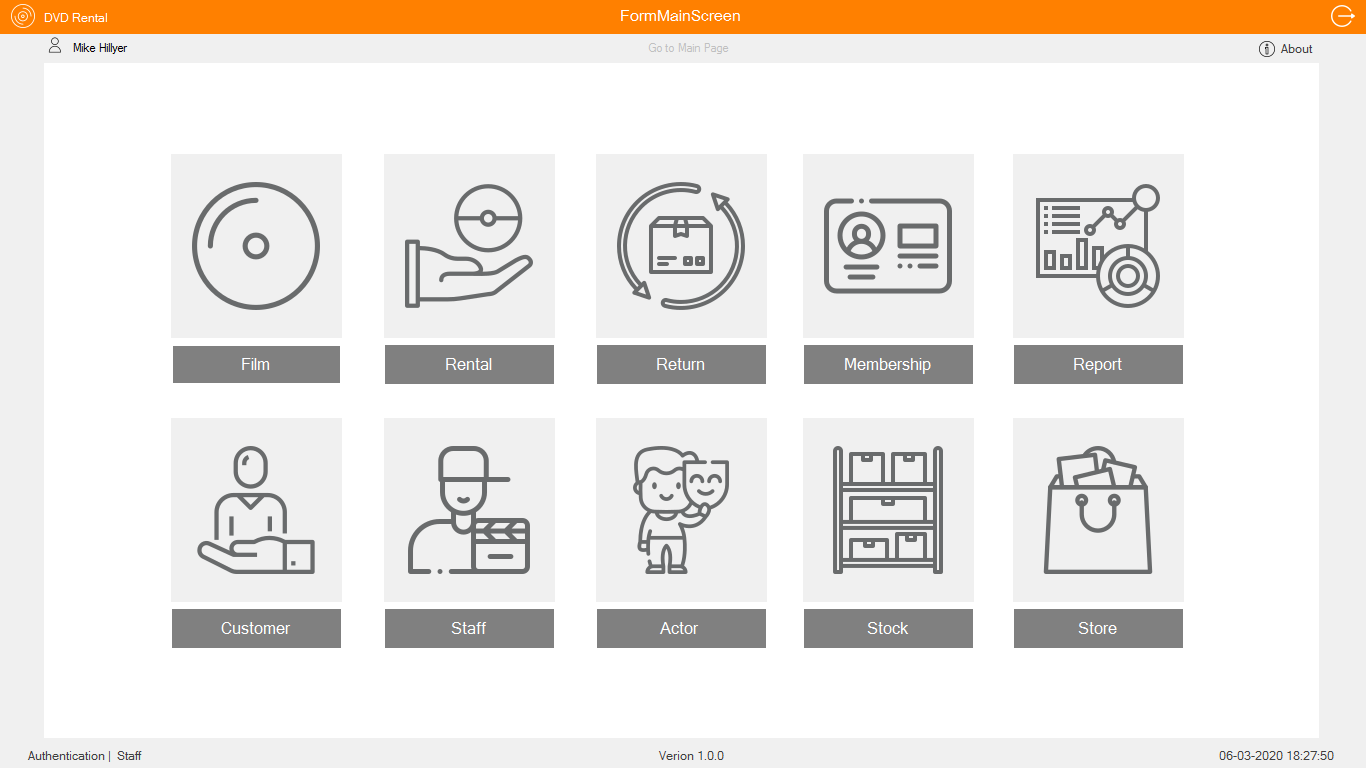 DVD Rental
FormMainScreen
Mike Hillyer
Go to Main Page
About
Film
Rental
Return
Membership
Report
Customer
Staff
Actor
Stock
Store
Authentication | Staff
Verion 1.0.0
06-03-2020 18:27:50